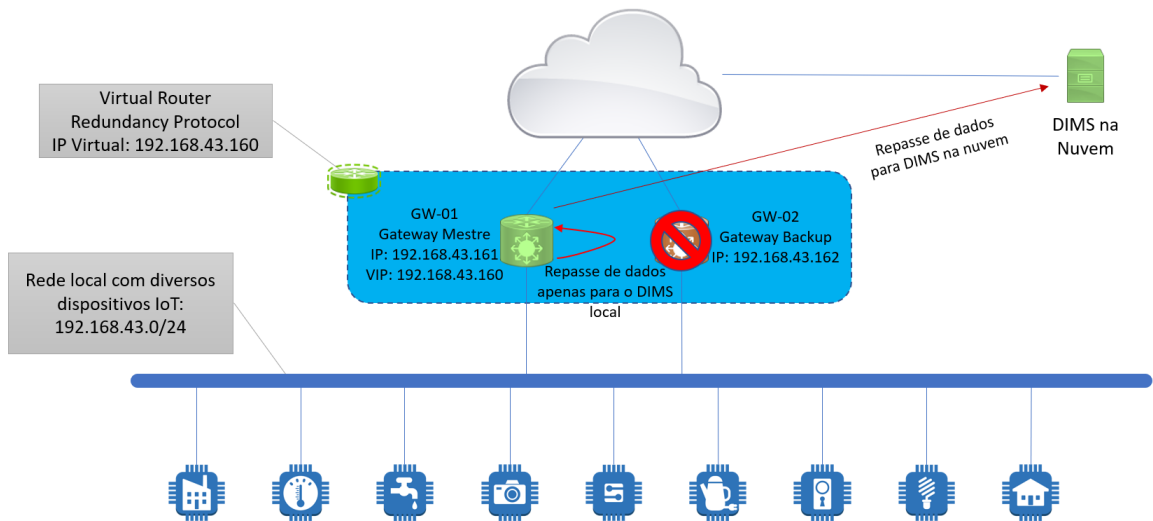 Virtual Router
Redundancy Protocol
IP Virtual: 192.168.43.160
Repasse de dados
para DIMS na nuvem
DIMS na
Nuvem
GW-01
Gateway Mestre
IP: 192.168.43.161
VIP: 192.168.43.160
GW-02
Gateway Backup
IP: 192.168.43.162
Repasse de dados
apenas para o DIMS
local
Rede local com diversos
dispositivos IoT:
192.168.43.0/24